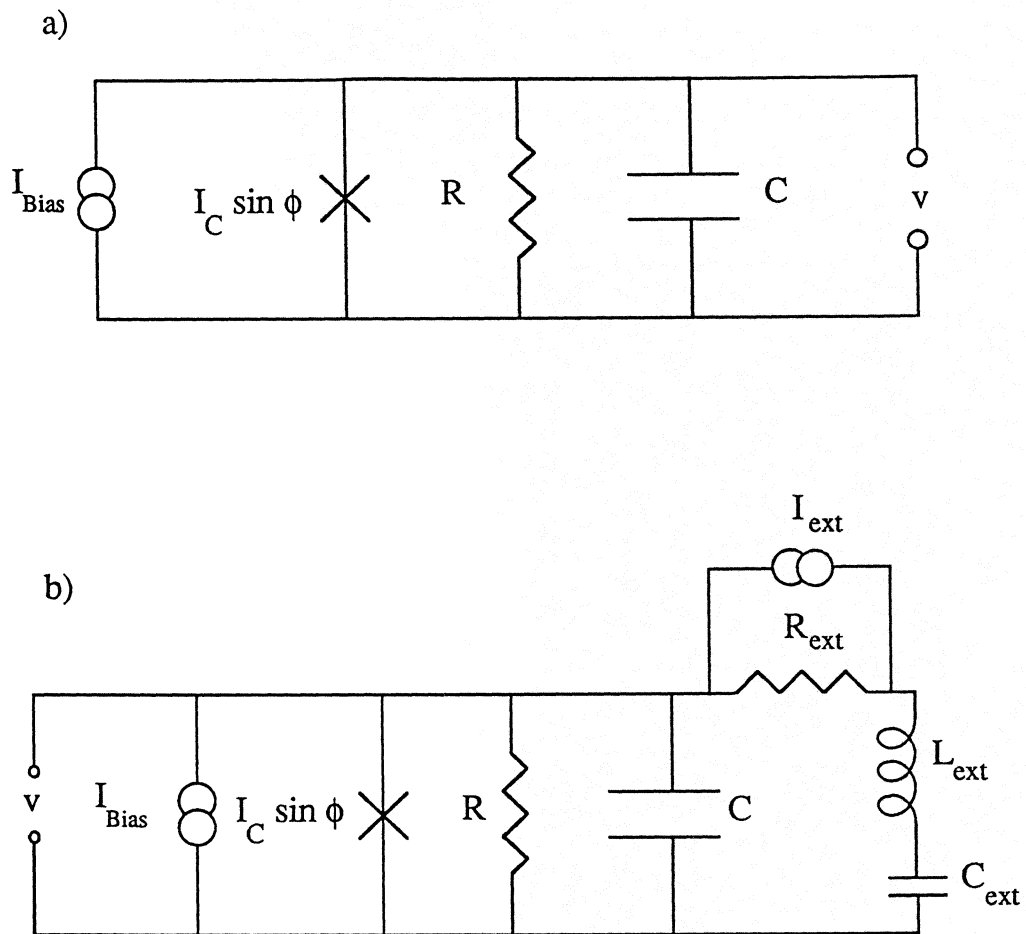 a)
I_Bias
I_C sin ϕ
R
C
v
b)
I_ext
R_ext
v
I_Bias
I_C sin ϕ
R
C
L_ext
C_ext